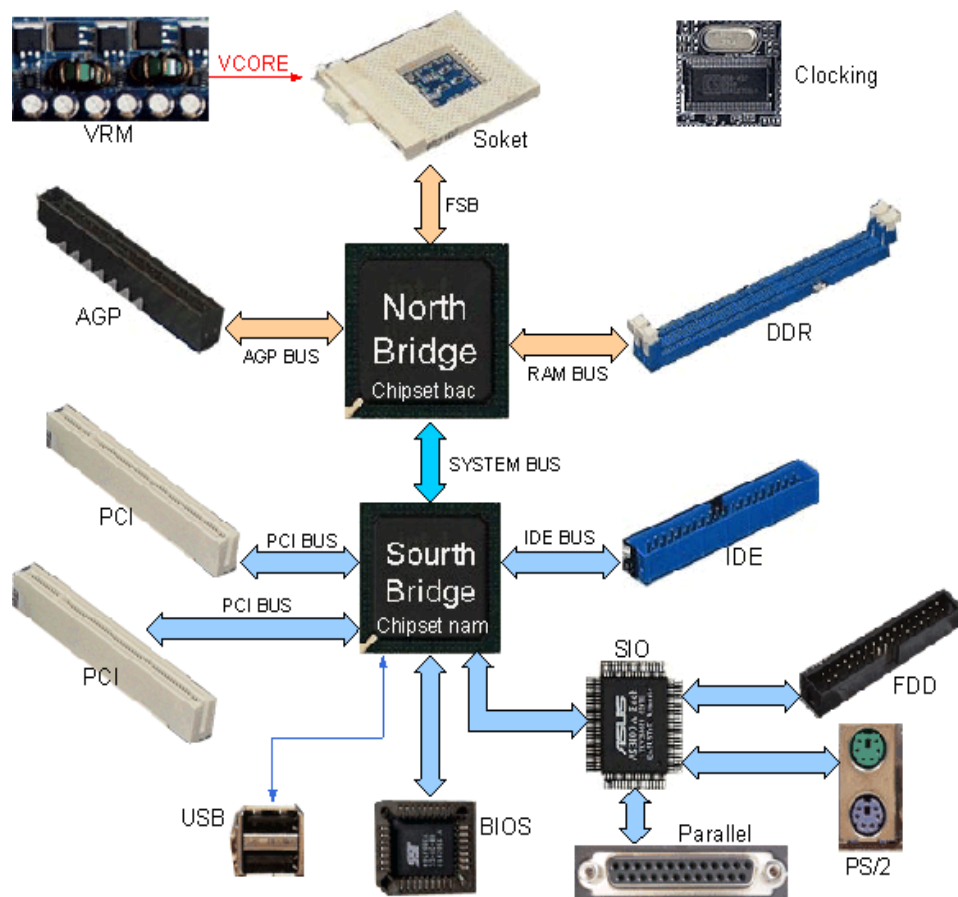 VCORE
VRM
Soket
Clocking
FSB
AGP
AGP BUS
North
Bridge
Chipset bac
RAM BUS
DDR
SYSTEM BUS
PCI
PCI BUS
Sourth
Bridge
Chipset nam
IDE BUS
IDE
PCI BUS
PCI
SIO
FDD
ASUS
USB
BIOS
Parallel
PS/2